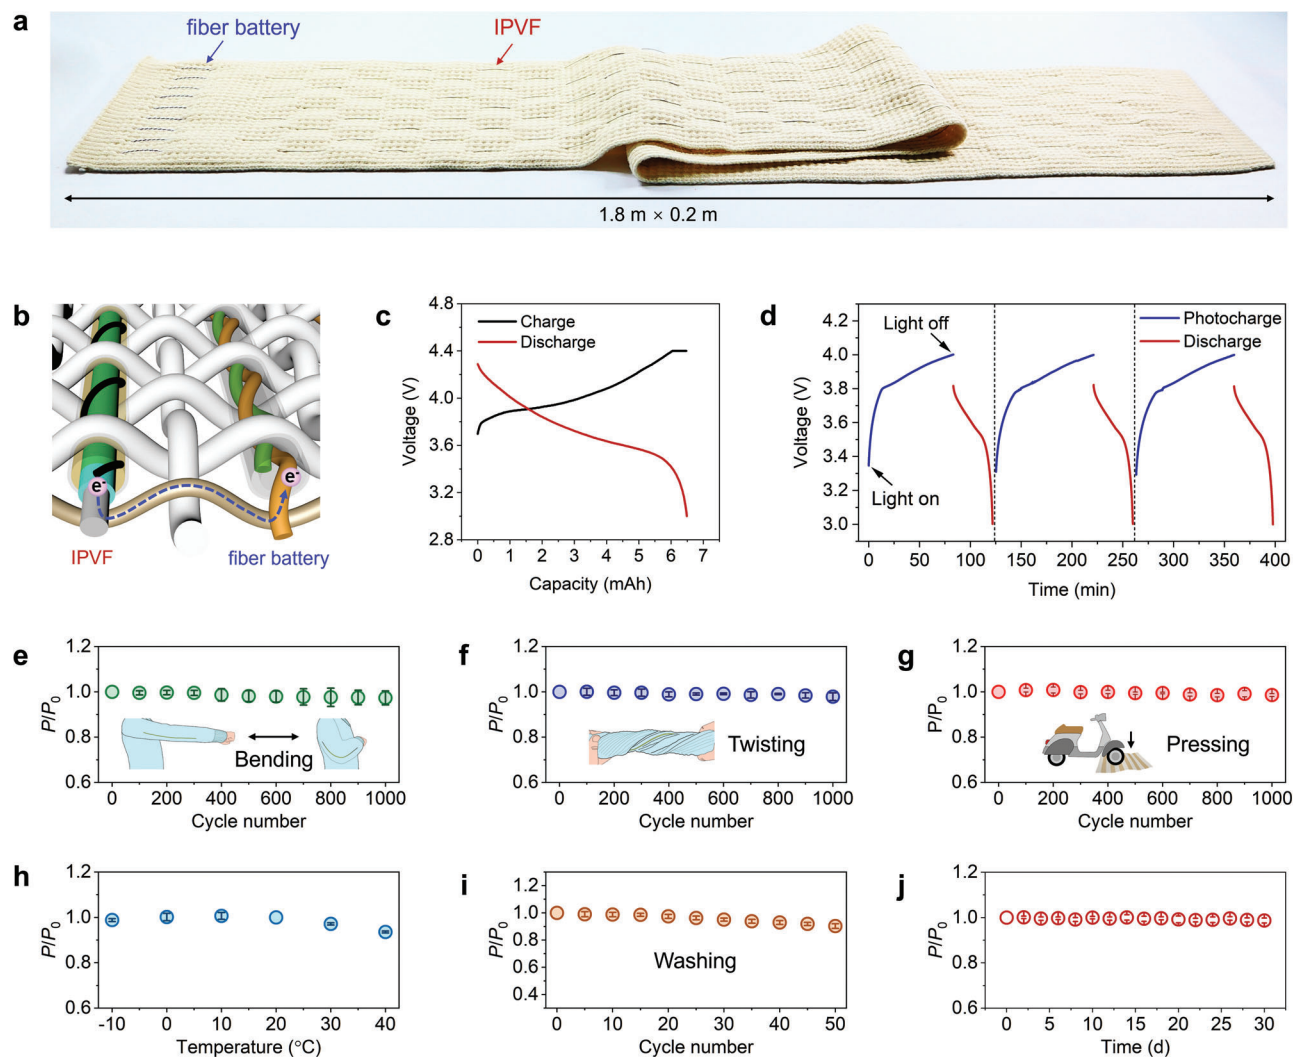 a
fiber battery
IPVF
1.8 m × 0.2 m
b
e-
e-
IPVF
fiber battery
c
4.8
4.4
4.0
3.6
3.2
2.8
Voltage (V)
Charge
Discharge
0 1 2 3 4 5 6 7
Capacity (mAh)
d
4.2
4.0
3.8
3.6
3.4
3.2
3.0
Voltage (V)
Light off
Light on
Photocharge
Discharge
0 50 100 150 200 250 300 350 400
Time (min)
e
1.2
1.0
0.8
0.6
P/P0
Bending
0 200 400 600 800 1000
Cycle number
f
1.2
1.0
0.8
0.6
P/P0
Twisting
0 200 400 600 800 1000
Cycle number
g
1.2
1.0
0.8
0.6
P/P0
Pressing
0 200 400 600 800 1000
Cycle number
h
1.2
1.0
0.8
0.6
P/P0
-10 0 10 20 30 40
Temperature (°C)
i
1.2
1.0
0.8
0.6
0.4
P/P0
Washing
0 10 20 30 40 50
Cycle number
j
1.2
1.0
0.8
0.6
P/P0
0 5 10 15 20 25 30
Time (d)